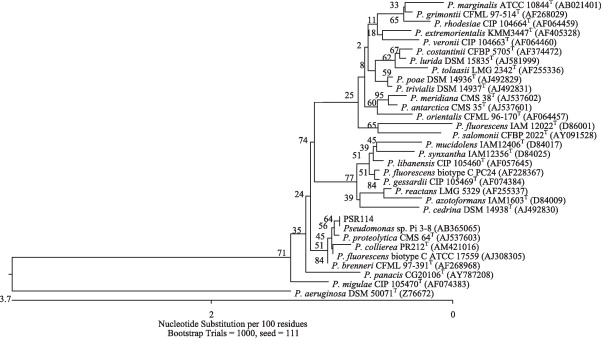 33 P. marginalis ATCC 10844T (AB021401)
P. grimontii CFML 97-514T (AF268029)
11 65 P. rhodesiae CIP 104664T (AF064459)
18 P. extremorientalis KMM3447T (AF405328)
P. veronii CIP 104663T (AF064460)
2 67 P. costantinii CFBP 5705T (AF374472)
62 P. lurida DSM 15835T (AJ581999)
8 P. tolaasii LMG 2342T (AF255336)
59 P. poae DSM 14936T (AJ492829)
P. trivialis DSM 14937T (AJ492831)
25 95 P. meridiana CMS 38T (AJ537602)
60 P. antarctica CMS 35T (AJ537601)
P. orientalis CFML 96-170T (AF064457)
65 P. fluorescens IAM 12022T (D86001)
P. salomonii CFBP 2022T (AY091528)
74 45 P. mucidolens IAM12406T (D84017)
39 P. synxantha IAM12356T (D84025)
51 P. libanensis CIP 105460T (AF057645)
51 P. fluorescens biotype C PC24 (AF228367)
77 84 P. gessardii CIP 105469T (AF074384)
P. reactans LMG 5329 (AF255337)
39 P. azotoformans IAM1603T (D84009)
24 P. cedrina DSM 14938T (AJ492830)
64 PSR114
56 Pseudomonas sp. Pi 3-8 (AB365065)
35 45 P. proteolytica CMS 64T (AJ537603)
51 P. collierea PR212T (AM421016)
84 P. fluorescens biotype C ATCC 17559 (AJ308305)
71 P. brenneri CFML 97-391T (AF268968)
P. panacis CG20106T (AY787208)
P. migulae CIP 105470T (AF074383)
P. aeruginosa DSM 50071T (Z76672)
3.7
2 0
Nucleotide Substitution per 100 residues
Bootstrap Trials = 1000, seed = 111